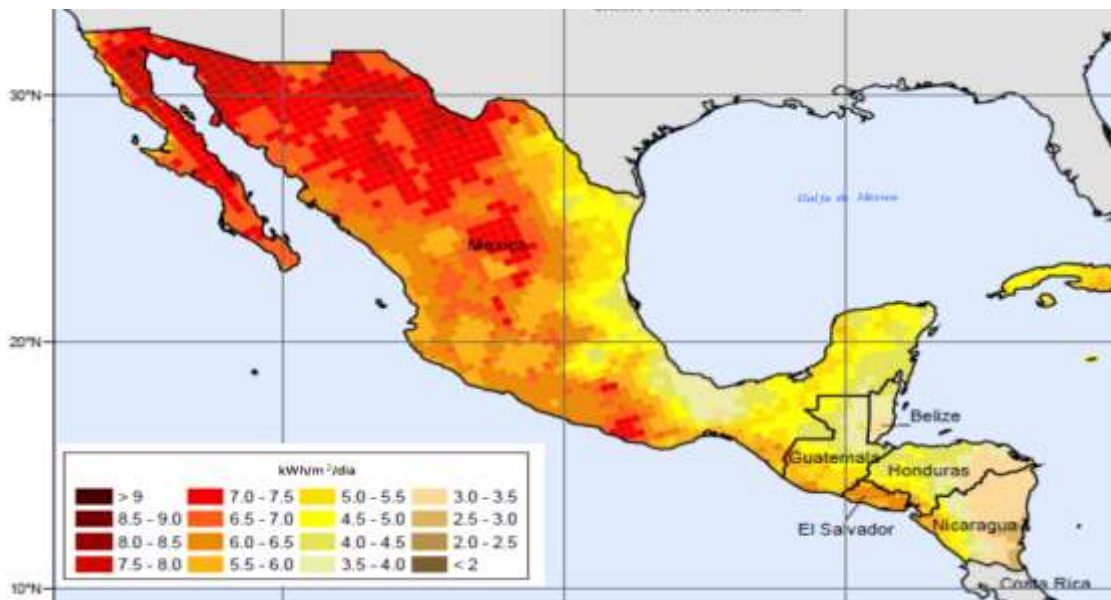 30°N
Golfo de México
México
20°N
Belize
Guatemala
Honduras
El Salvador
Nicaragua
Costa Rica
10°N
kWh/m²/dia
> 9
7.0 - 7.5
5.0 - 5.5
3.0 - 3.5
8.5 - 9.0
6.5 - 7.0
4.5 - 5.0
2.5 - 3.0
8.0 - 8.5
6.0 - 6.5
4.0 - 4.5
2.0 - 2.5
7.5 - 8.0
5.5 - 6.0
3.5 - 4.0
< 2